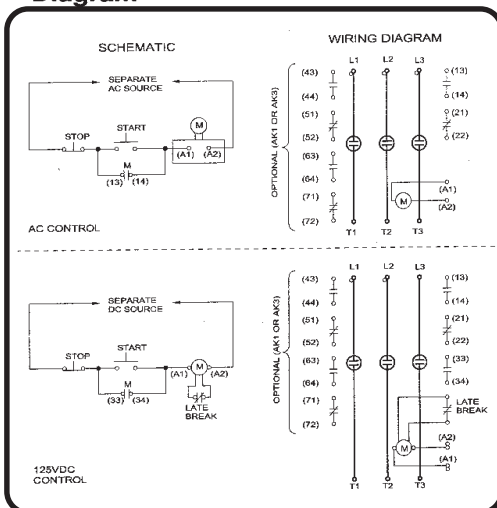 Diagram
SCHEMATIC
SEPARATE
AC SOURCE
STOP
START
M
M
(13) (14)
(A1) (A2)
AC CONTROL
WIRING DIAGRAM
OPTIONAL (AK1 OR AK3)
(43)
(44)
(51)
(52)
(63)
(64)
(71)
(72)
L1 L2 L3
(13)
(14)
(21)
(22)
M
(A1)
(A2)
T1 T2 T3
SEPARATE
DC SOURCE
STOP
START
M
(33) (34)
(A1) M (A2)
LATE
BREAK
125VDC
CONTROL
OPTIONAL (AK1 OR AK3)
(43)
(44)
(51)
(52)
(63)
(64)
(71)
(72)
L1 L2 L3
(13)
(14)
(21)
(22)
(33)
(34)
LATE
BREAK
M
(A2)
(A1)
T1 T2 T3